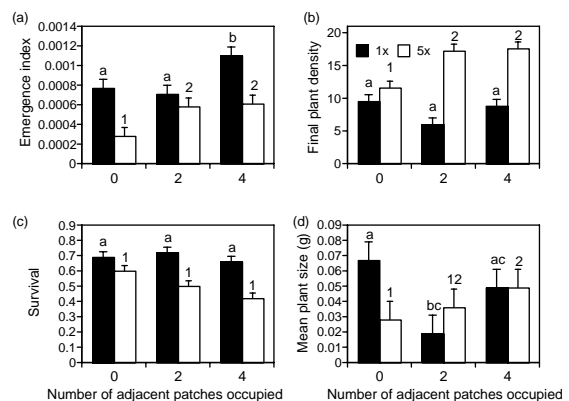 (a)
Emergence index
0.0014
0.0012
0.001
0.0008
0.0006
0.0004
0.0002
0
a
1
a
2
b
2
0 2 4
(b)
Final plant density
20
15
10
5
0
1x 5x
a
1
a
2
a
2
0 2 4
(c)
Survival
0.9
0.8
0.7
0.6
0.5
0.4
0.3
0.2
0.1
0
a
1
a
1
a
1
0 2 4
Number of adjacent patches occupied
(d)
Mean plant size (g)
0.09
0.08
0.07
0.06
0.05
0.04
0.03
0.02
0.01
0.00
a
1
bc
12
ac
2
0 2 4
Number of adjacent patches occupied